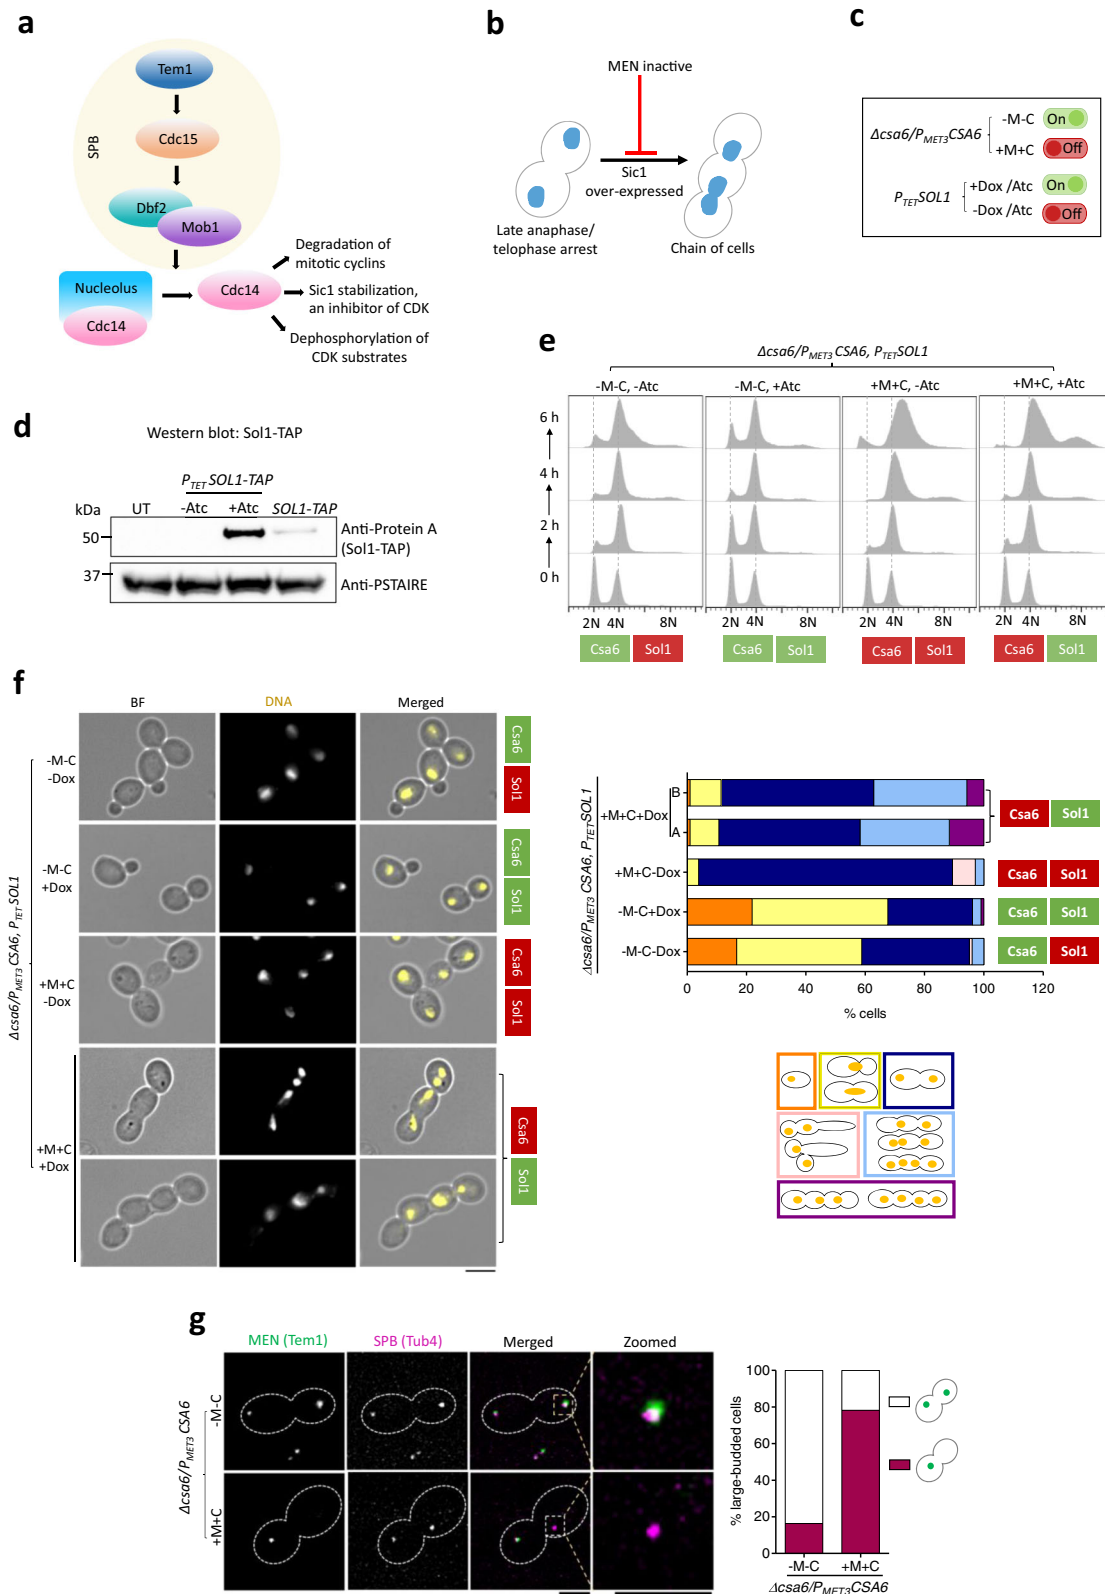 a
Tem1
Cdc15
SPB
Dbf2
Mob1
Nucleolus
Cdc14
Cdc14
Degradation of
mitotic cyclins
Sic1 stabilization,
an inhibitor of CDK
Dephosphorylation of
CDK substrates
b
MEN inactive
Sic1
over-expressed
Late anaphase/
telophase arrest
Chain of cells
c
Δcsa6/PMET3CSA6
-M-C
On
+M+C
Off
PTETSOL1
+Dox /Atc
On
-Dox /Atc
Off
d
Western blot: Sol1-TAP
PTET SOL1-TAP
kDa
UT
-Atc
+Atc
SOL1-TAP
50
Anti-Protein A
(Sol1-TAP)
37
Anti-PSTAIRE
e
Δcsa6/PMET3 CSA6, PTETSOL1
-M-C, -Atc
-M-C, +Atc
+M+C, -Atc
+M+C, +Atc
6 h
4 h
2 h
0 h
2N 4N 8N
2N 4N 8N
2N 4N 8N
2N 4N 8N
Csa6 Sol1
Csa6 Sol1
Csa6 Sol1
Csa6 Sol1
f
BF
DNA
Merged
Δcsa6/PMET3 CSA6, PTET SOL1
-M-C
-Dox
Csa6
Sol1
-M-C
+Dox
Csa6
Sol1
+M+C
-Dox
Csa6
Sol1
+M+C
+Dox
Csa6
Sol1
Δcsa6/PMET3 CSA6, PTETSOL1
+M+C+Dox
B
A
Csa6 Sol1
+M+C-Dox
Csa6 Sol1
-M-C+Dox
Csa6 Sol1
-M-C-Dox
Csa6 Sol1
0 20 40 60 80 100 120
% cells
g
MEN (Tem1)
SPB (Tub4)
Merged
Zoomed
Δcsa6/PMET3 CSA6
-M-C
+M+C
% large-budded cells
100
80
60
40
20
0
-M-C
+M+C
Δcsa6/PMET3CSA6